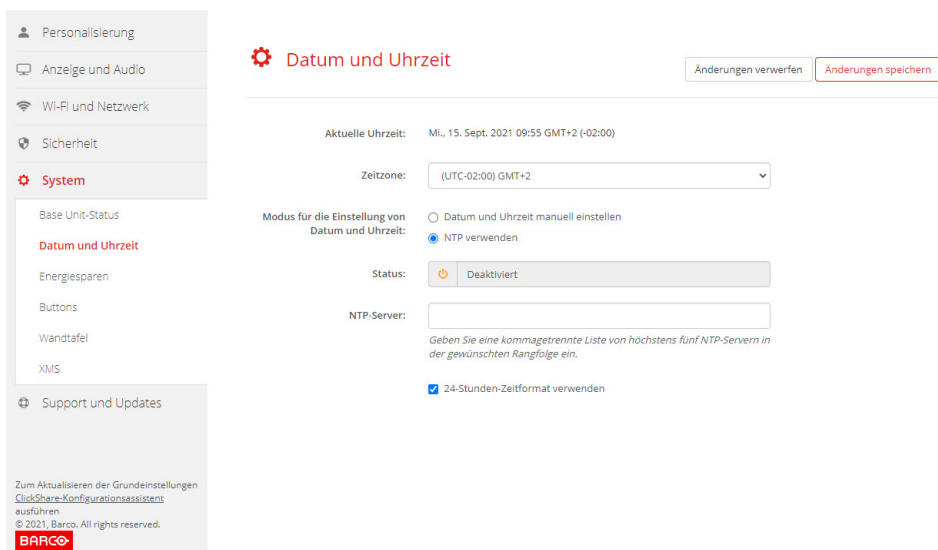 Personalisierung
Anzeige und Audio
Wi-Fi und Netzwerk
Sicherheit
System
Base Unit-Status
Datum und Uhrzeit
Energiesparen
Buttons
Wandtafel
XMS
Support und Updates
Zum Aktualisieren der Grundeinstellungen
ClickShare-Konfigurationsassistent
ausführen
© 2021, Barco. All rights reserved.
BARCO
Datum und Uhrzeit
Änderungen verwerfen
Änderungen speichern
Aktuelle Uhrzeit: Mi., 15. Sept. 2021 09:55 GMT+2 (-02:00)
Zeitzone: (UTC-02:00) GMT+2
Modus für die Einstellung von
Datum und Uhrzeit:
Datum und Uhrzeit manuell einstellen
NTP verwenden
Status: Deaktiviert
NTP-Server:
Geben Sie eine kommagetrennte Liste von höchstens fünf NTP-Servern in
der gewünschten Rangfolge ein.
24-Stunden-Zeitformat verwenden